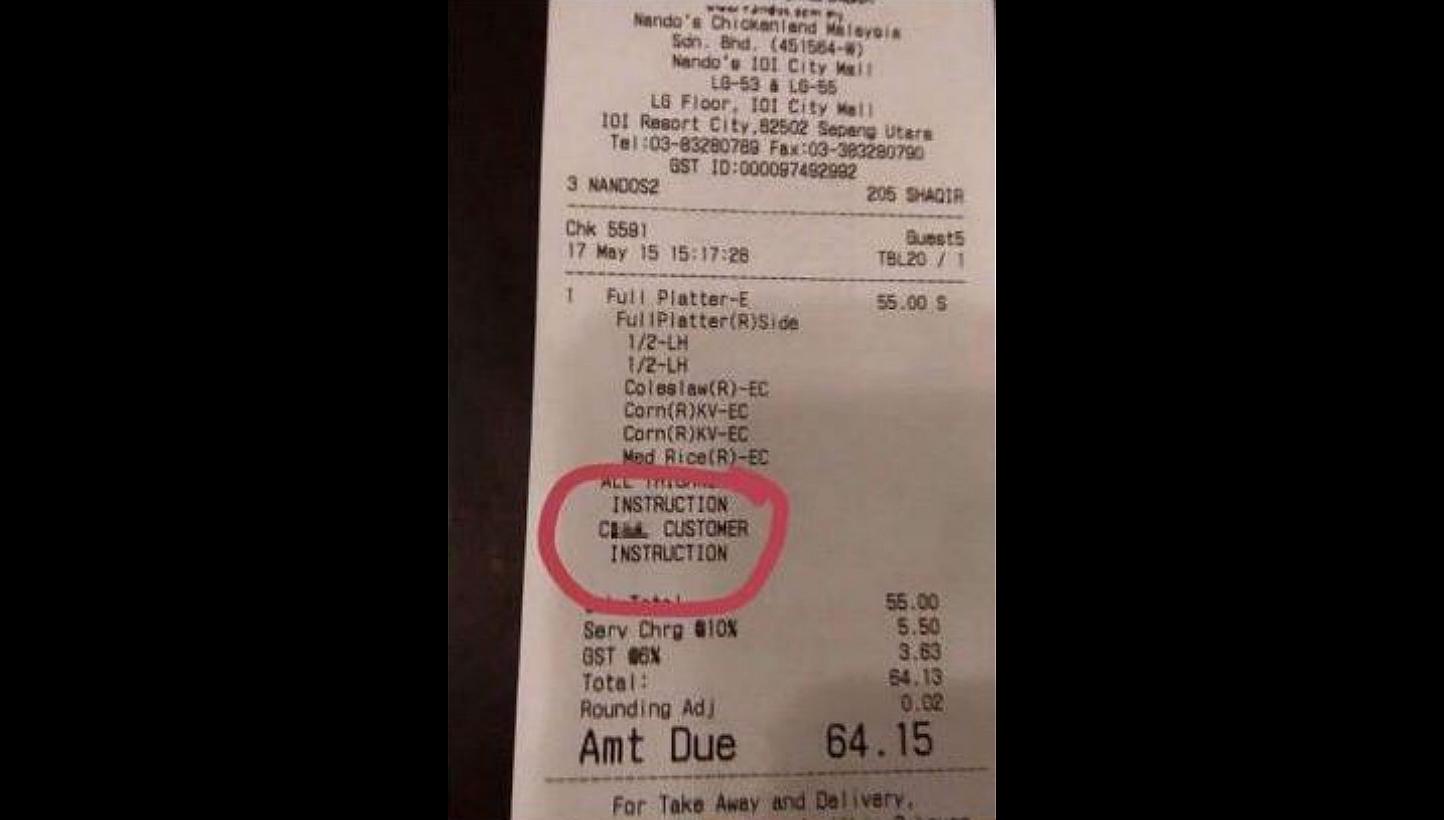 Nando's Chickenland Malaysia
Sdn. Bhd. (451564-W)
Nando's IOI City Mall
LG-53 & LG-55
LG Floor, IOI City Mall
IOI Resort City,62502 Sepang Utara
Tel:03-83280789 Fax:03-383280790
GST ID:000097492992
3 NANDOS2 205 SHAQIR
Chk 5591 Guest5
17 May 15 15:17:28 TBL20 / 1
1 Full Platter-E 55.00 S
FullPlatter(R)Side
1/2-LH
1/2-LH
Coleslaw(R)-EC
Corn(R)KV-EC
Corn(R)KV-EC
Med Rice(R)-EC
ALL
INSTRUCTION
CUSTOMER
INSTRUCTION
Total 55.00
Serv Chrg @10% 5.50
GST @6% 3.63
Total: 64.13
Rounding Adj 0.02
Amt Due 64.15
For Take Away and Delivery,